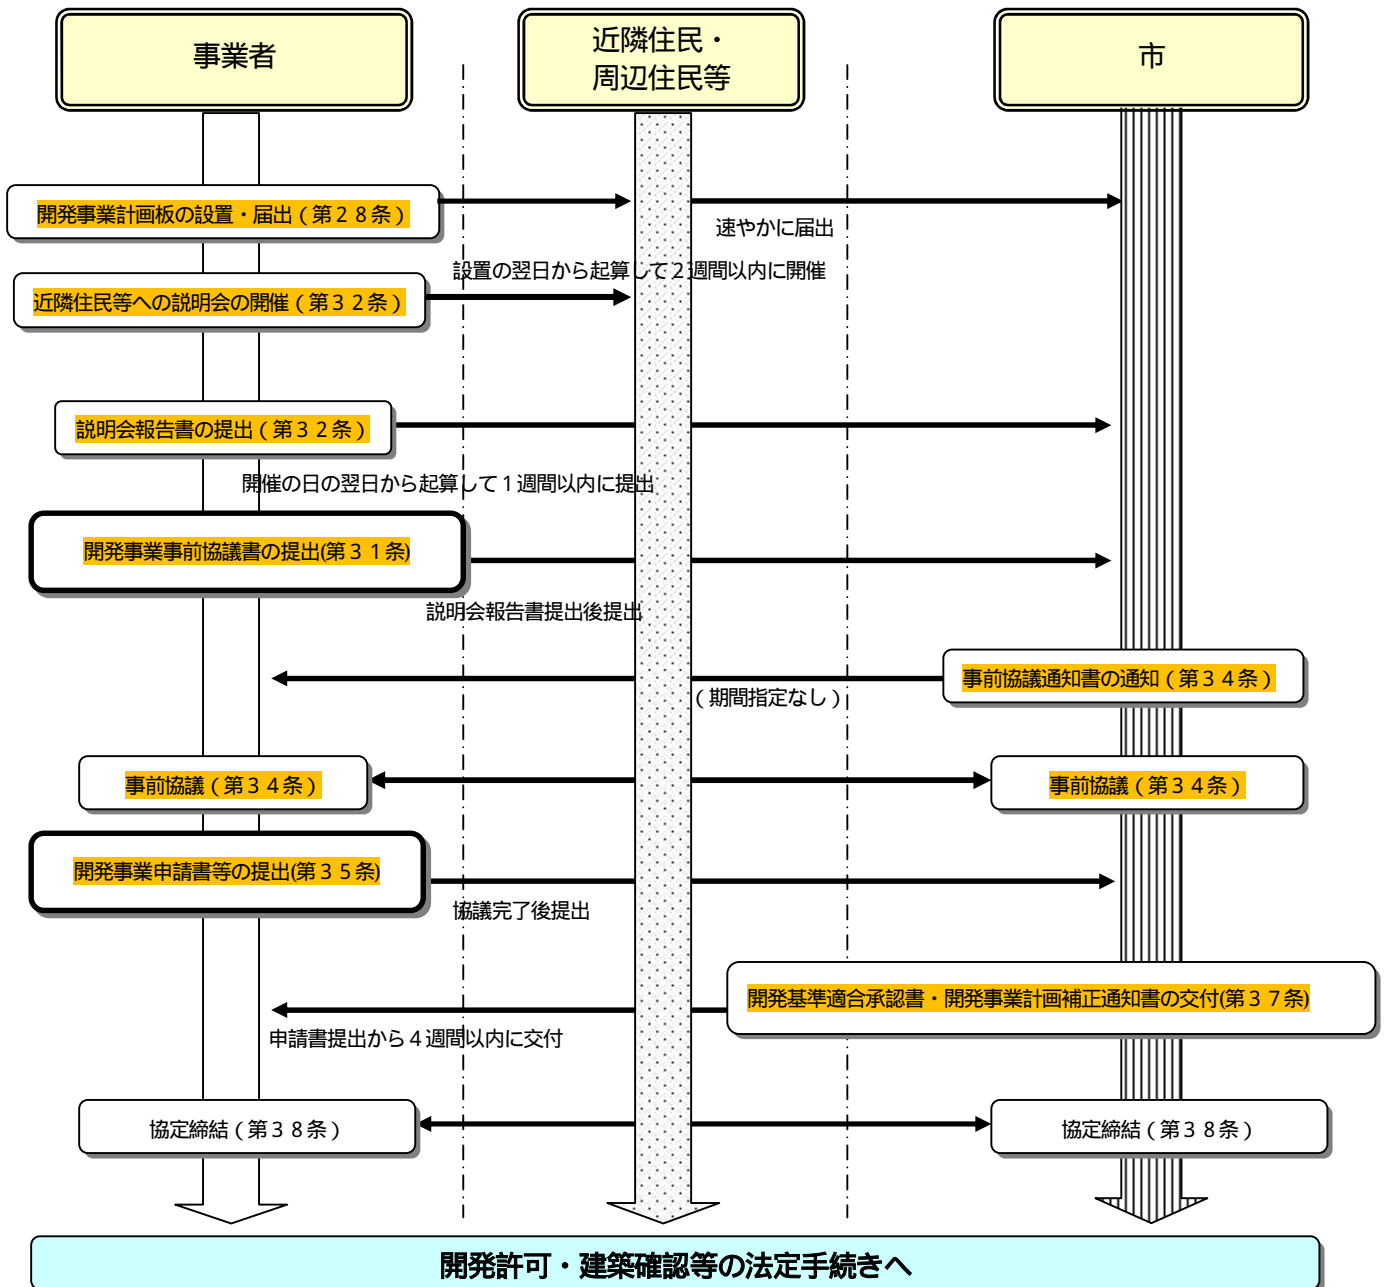 事業者
近隣住民・
周辺住民等
市
開発事業計画板の設置・届出（第２８条）
速やかに届出
設置の翌日から起算して２週間以内に開催
近隣住民等への説明会の開催（第３２条）
説明会報告書の提出（第３２条）
開催の日の翌日から起算して１週間以内に提出
開発事業事前協議書の提出(第３１条)
説明会報告書提出後提出
事前協議通知書の通知（第３４条）
（期間指定なし）
事前協議（第３４条）
事前協議（第３４条）
開発事業申請書等の提出(第３５条)
協議完了後提出
開発基準適合承認書・開発事業計画補正通知書の交付(第３７条)
申請書提出から４週間以内に交付
協定締結（第３８条）
協定締結（第３８条）
開発許可・建築確認等の法定手続きへ